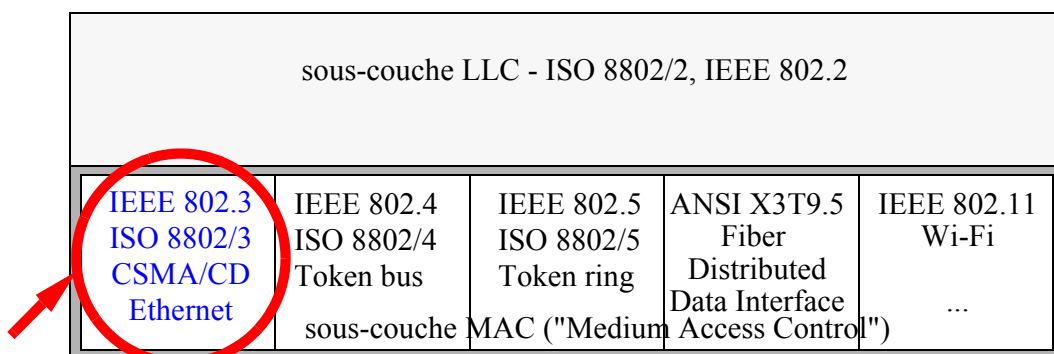 sous-couche LLC - ISO 8802/2, IEEE 802.2
IEEE 802.3
ISO 8802/3
CSMA/CD
Ethernet
IEEE 802.4
ISO 8802/4
Token bus
IEEE 802.5
ISO 8802/5
Token ring
ANSI X3T9.5
Fiber
Distributed
Data Interface
IEEE 802.11
Wi-Fi
...
sous-couche MAC ("Medium Access Control")